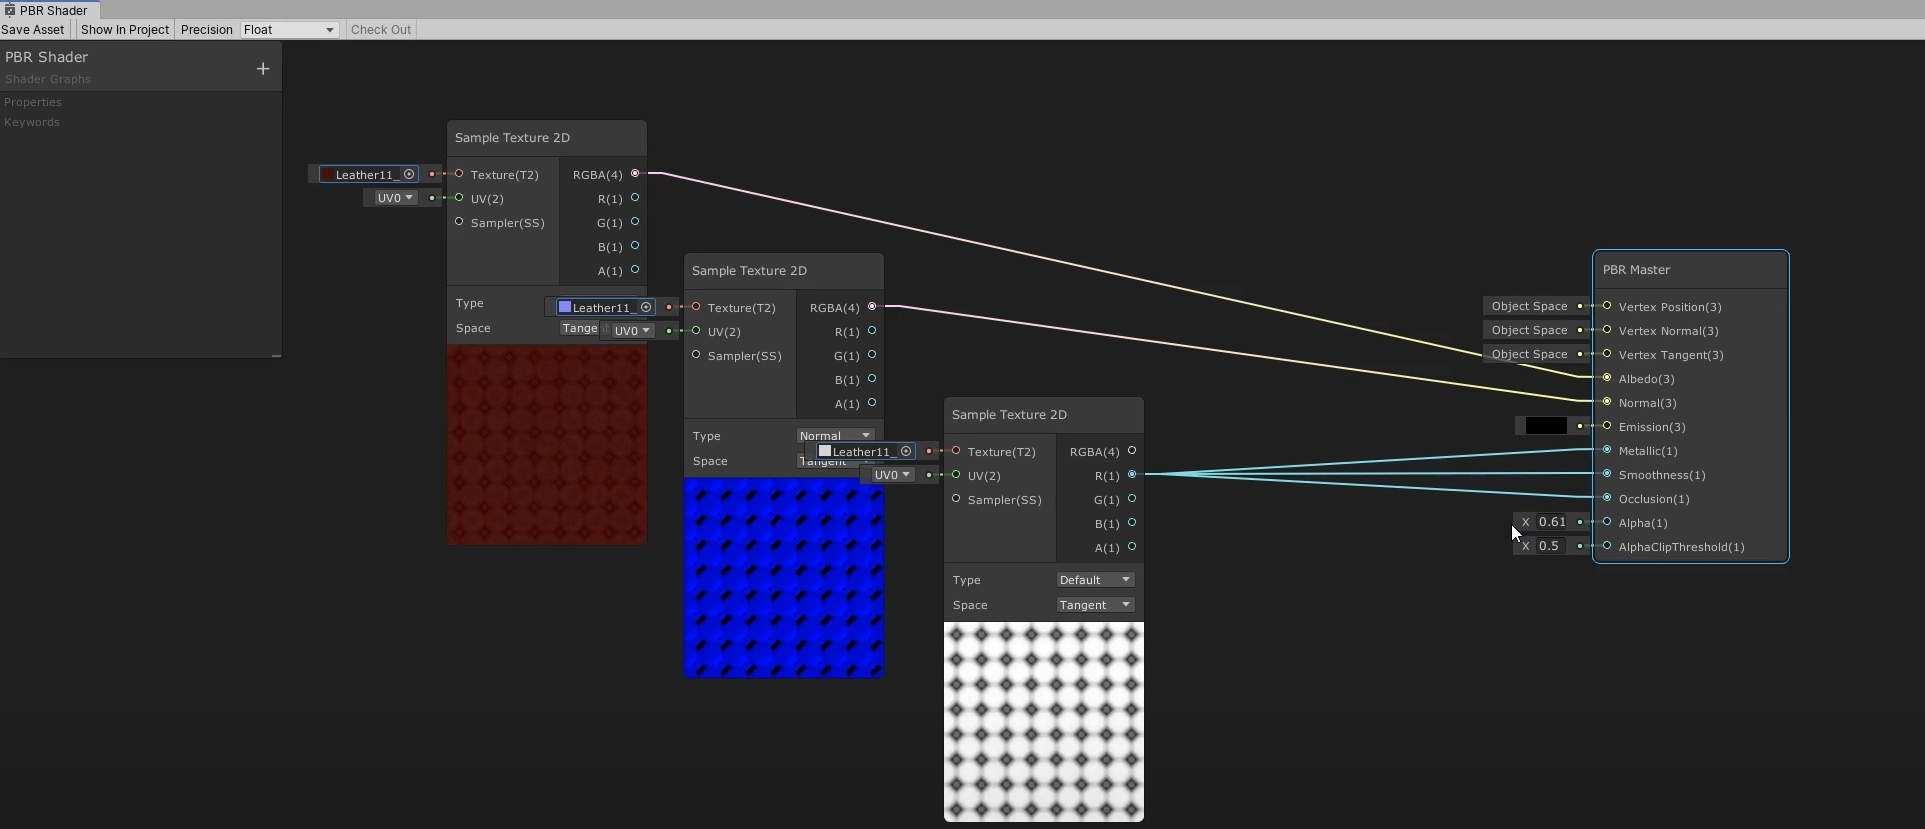 PBR Shader
Save Asset Show In Project Precision Float Check Out
PBR Shader
+
Shader Graphs
Properties
Keywords
Sample Texture 2D
Leather11_ Texture(T2) RGBA(4)
UV0 UV(2) R(1)
Sampler(SS) G(1)
B(1)
A(1)
Type
Space Tange
Sample Texture 2D
Leather11_ Texture(T2) RGBA(4)
UV0 UV(2) R(1)
Sampler(SS) G(1)
B(1)
A(1)
Type Normal
Space Tangent
Sample Texture 2D
Leather11_ Texture(T2) RGBA(4)
UV0 UV(2) R(1)
Sampler(SS) G(1)
B(1)
A(1)
Type Default
Space Tangent
PBR Master
Object Space Vertex Position(3)
Object Space Vertex Normal(3)
Object Space Vertex Tangent(3)
Albedo(3)
Normal(3)
Emission(3)
Metallic(1)
Smoothness(1)
Occlusion(1)
X 0.61 Alpha(1)
X 0.5 AlphaClipThreshold(1)